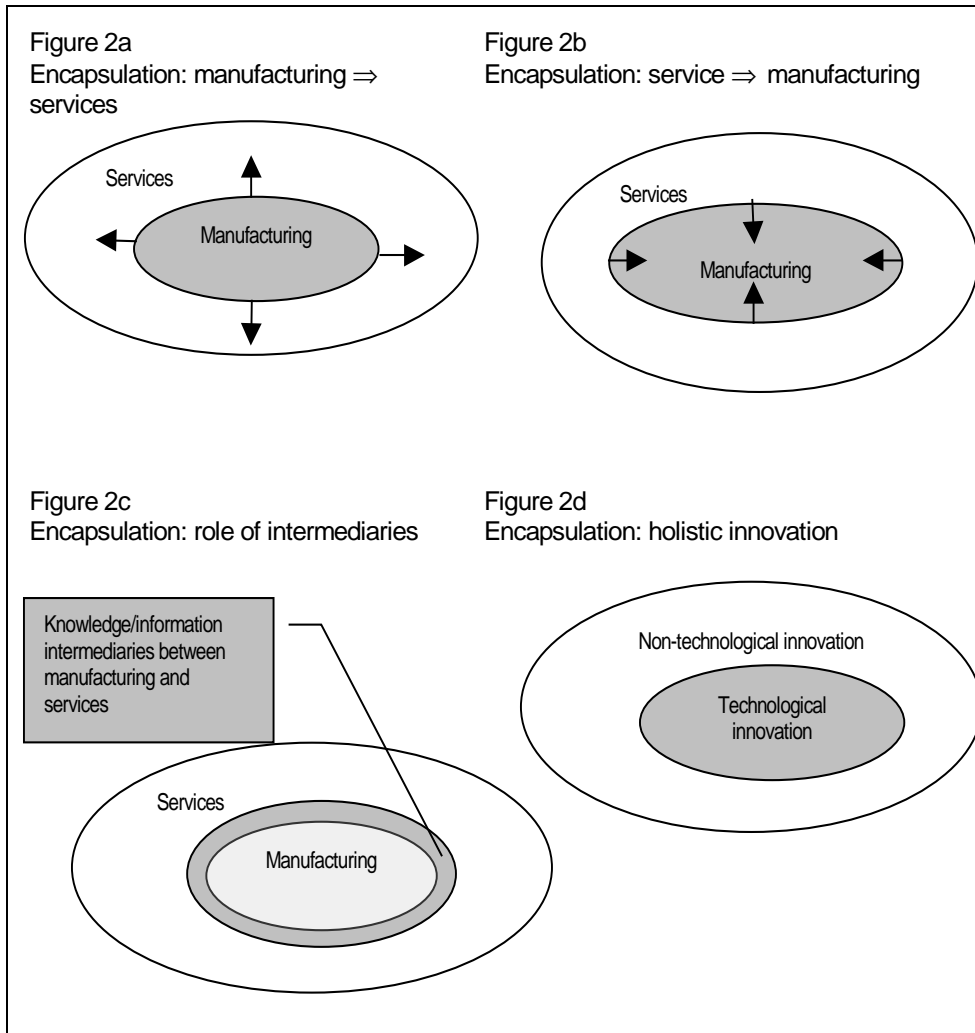 Figure 2a
Encapsulation: manufacturing ⇒
services
Services
Manufacturing
Figure 2b
Encapsulation: service ⇒ manufacturing
Services
Manufacturing
Figure 2c
Encapsulation: role of intermediaries
Knowledge/information
intermediaries between
manufacturing and
services
Services
Manufacturing
Figure 2d
Encapsulation: holistic innovation
Non-technological innovation
Technological
innovation